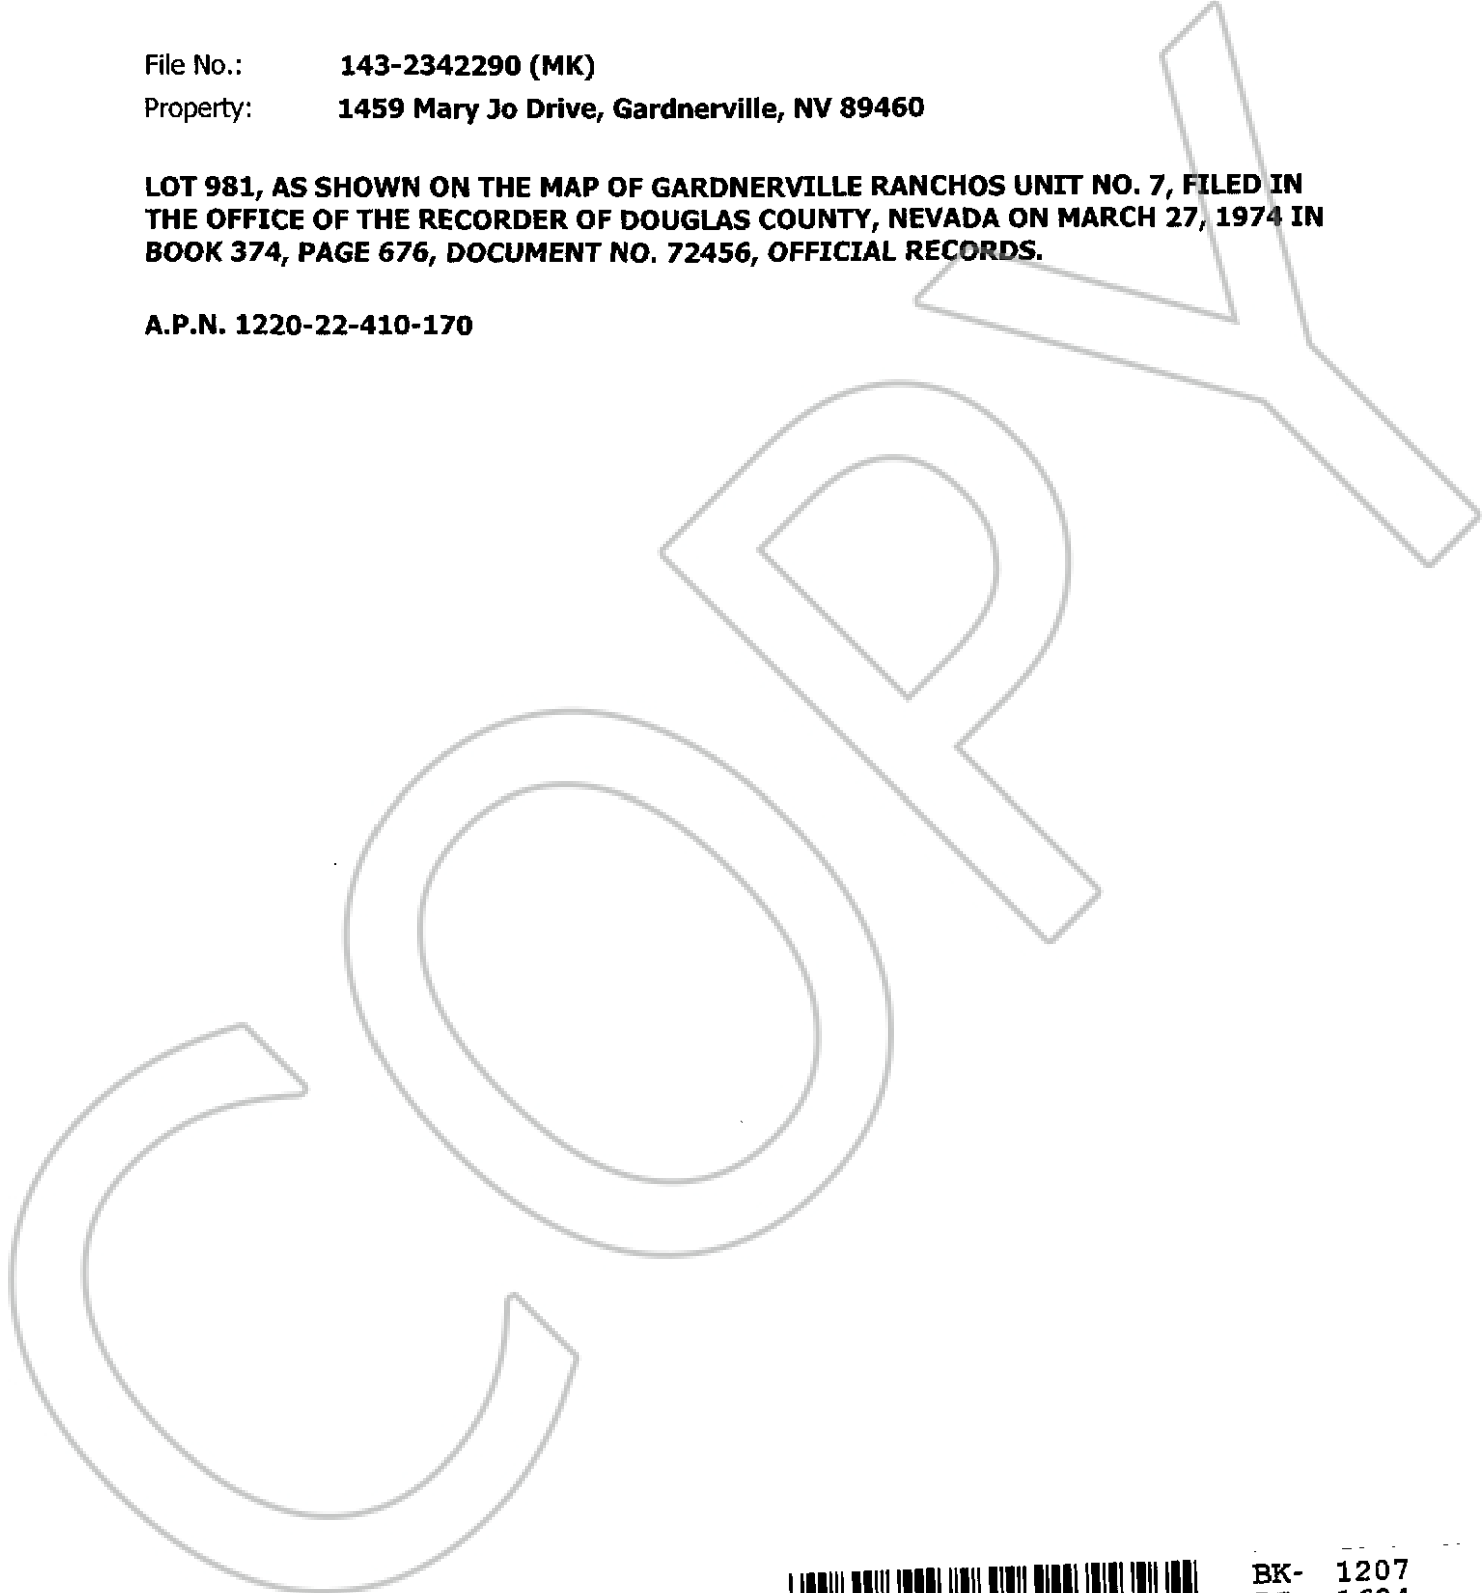 File No.: 143-2342290 (MK)
Property: 1459 Mary Jo Drive, Gardnerville, NV 89460
LOT 981, AS SHOWN ON THE MAP OF GARDNERVILLE RANCHOS UNIT NO. 7, FILED IN
THE OFFICE OF THE RECORDER OF DOUGLAS COUNTY, NEVADA ON MARCH 27, 1974 IN
BOOK 374, PAGE 676, DOCUMENT NO. 72456, OFFICIAL RECORDS.
A.P.N. 1220-22-410-170
COPY
BK- 1207